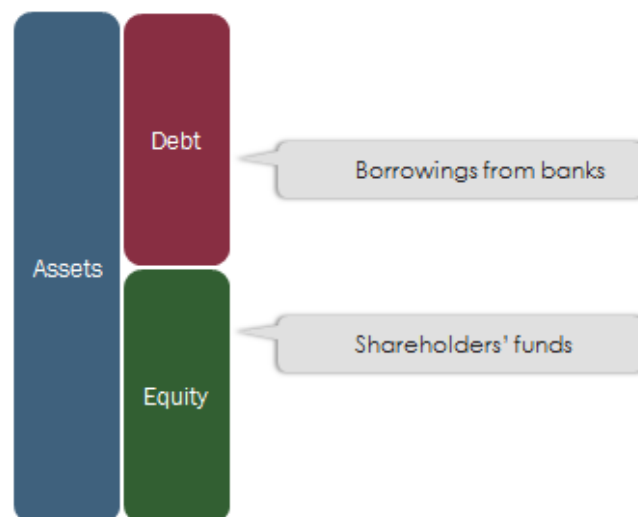 Debt
Borrowings from banks
Assets
Shareholders’ funds
Equity